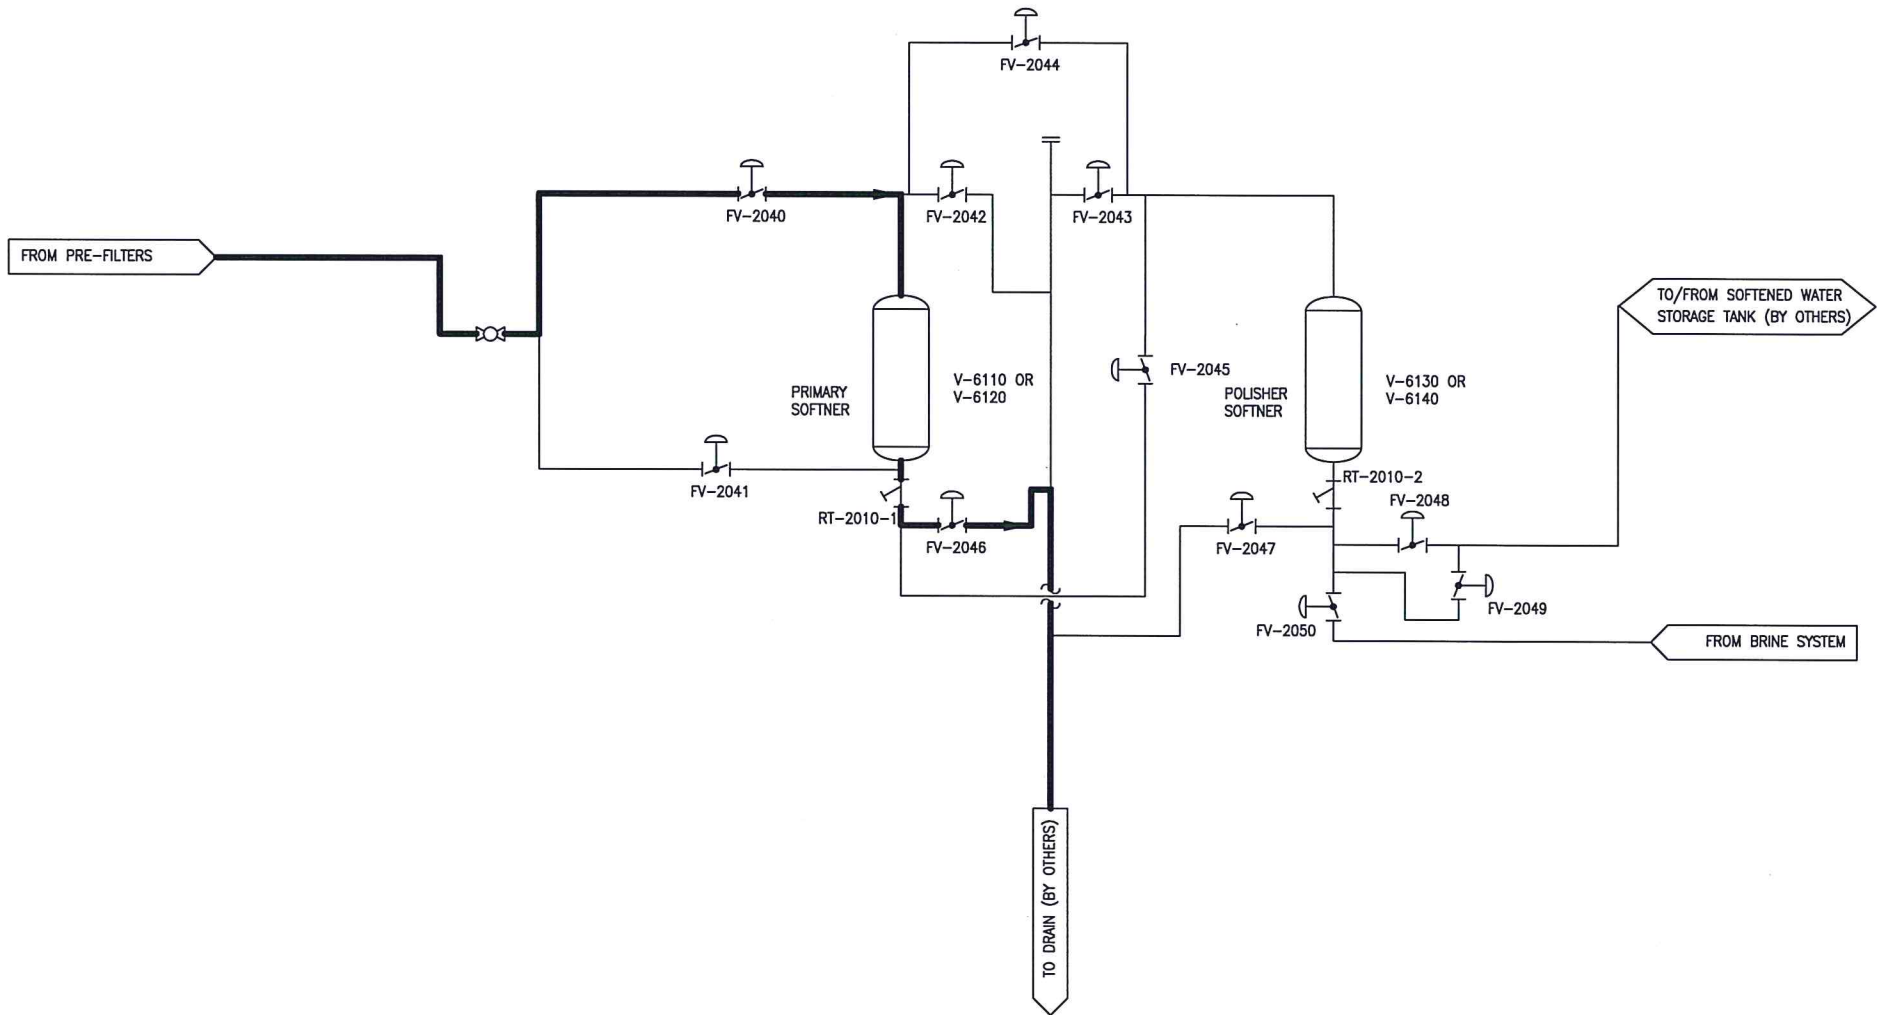 FV-2044
FV-2040
FV-2042
FV-2043
FROM PRE-FILTERS
TO/FROM SOFTENED WATER
STORAGE TANK (BY OTHERS)
FV-2045
PRIMARY
SOFTNER
V-6110 OR
V-6120
POLISHER
SOFTNER
V-6130 OR
V-6140
FV-2041
RT-2010-1
FV-2046
RT-2010-2
FV-2048
FV-2047
FV-2049
FV-2050
FROM BRINE SYSTEM
TO DRAIN (BY OTHERS)